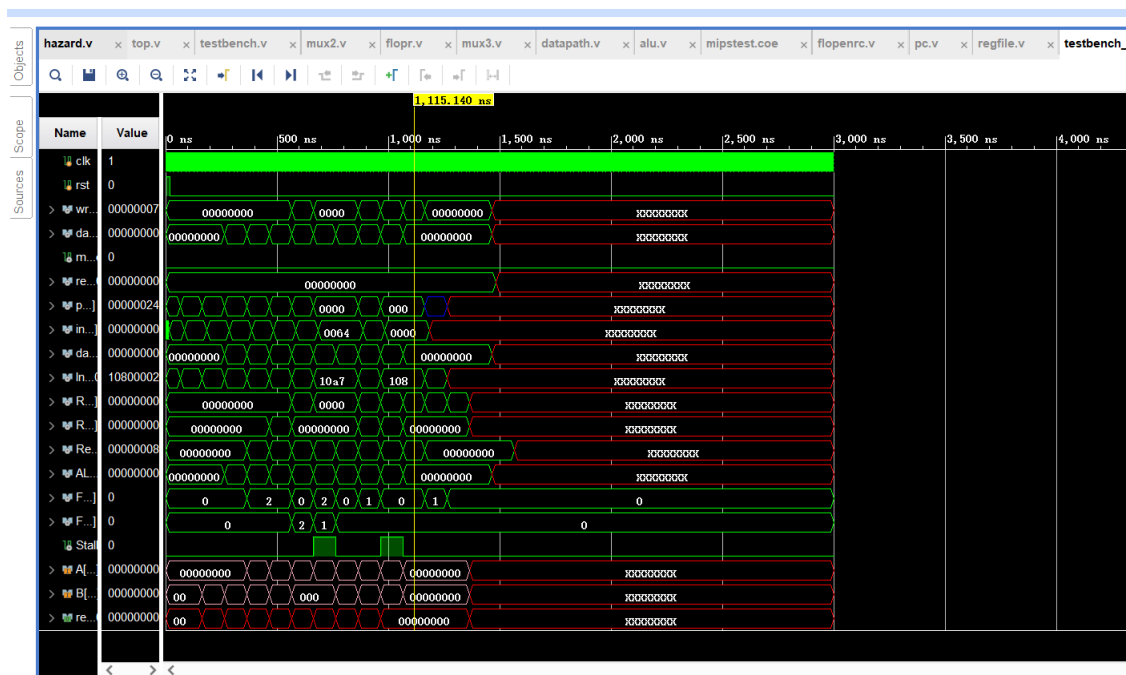 hazard.v × top.v × testbench.v × mux2.v × flopr.v × mux3.v × datapath.v × alu.v × mipstest.coe × flopenrc.v × pc.v × regfile.v × testbench_
Objects
Scope
Sources
1,115.140 ns
Name Value
0 ns 500 ns 1,000 ns 1,500 ns 2,000 ns 2,500 ns 3,000 ns 3,500 ns 4,000 ns
clk 1
rst 0
wr... 00000007 00000000 0000 00000000 XXXXXXXX
da... 00000000 00000000 00000000 XXXXXXXX
m... 0
re... 00000000 00000000 XXXXXXXX
p...] 00000024 0000 000 XXXXXXXX
in...] 00000000 0064 0000 XXXXXXXX
da... 00000000 00000000 00000000 XXXXXXXX
In... 10800002 10a7 108 XXXXXXXX
R...] 00000000 00000000 0000 XXXXXXXX
R...] 00000000 00000000 00000000 00000000 XXXXXXXX
Re... 00000008 00000000 00000000 XXXXXXXX
AL... 00000000 00000000 00000000 XXXXXXXX
F...] 0 0 2 0 2 0 1 0 1 0
F...] 0 0 2 1 0
Stall 0
A[... 00000000 00000000 00000000 XXXXXXXX
B[... 00000000 00 000 00000000 XXXXXXXX
re... 00000000 00 00000000 XXXXXXXX